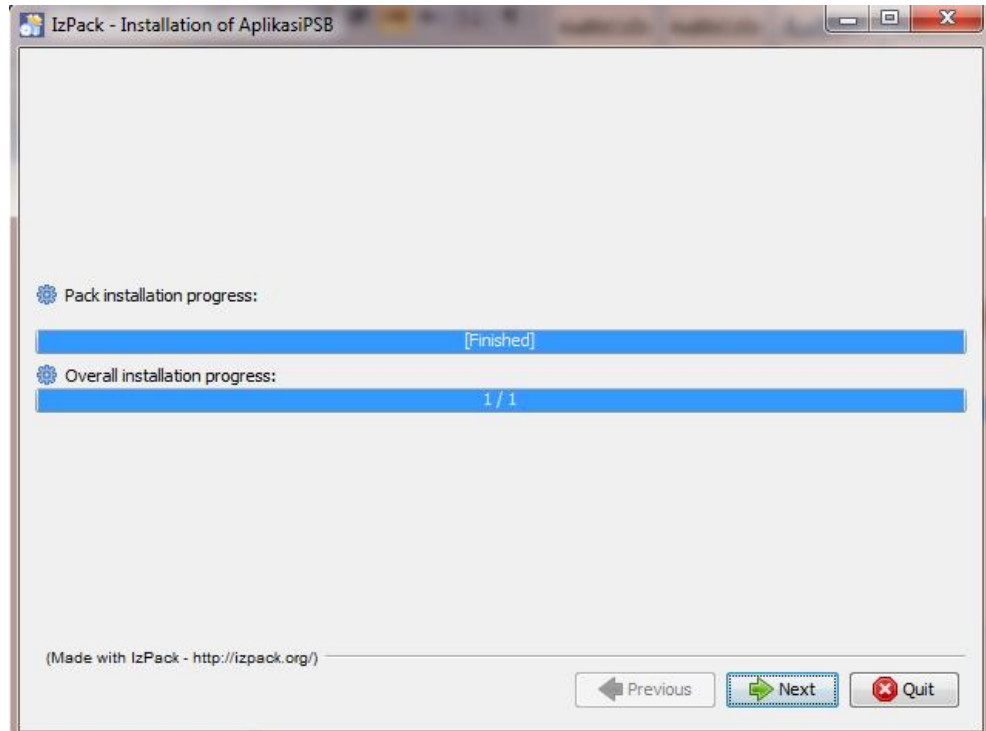 IzPack - Installation of AplikasiPSB
Pack installation progress:
[Finished]
Overall installation progress:
1 / 1
(Made with IzPack - http://izpack.org/)
Previous Next Quit